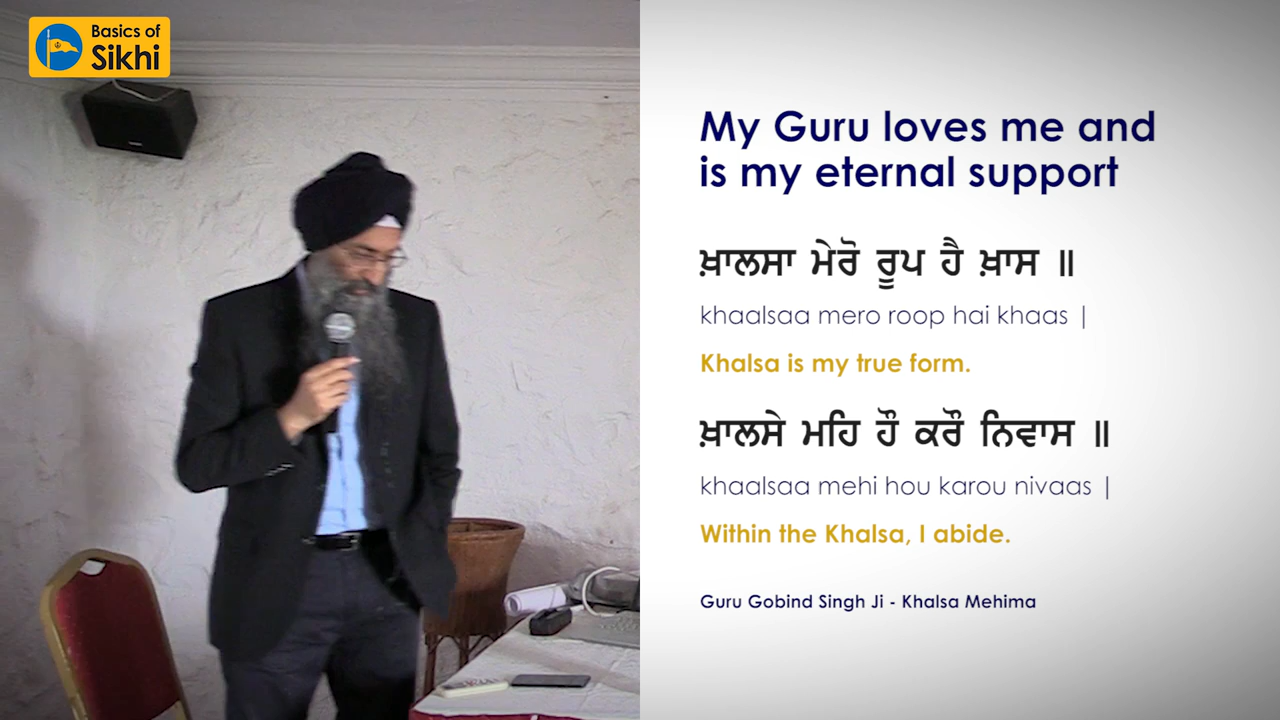 Basics of
Sikhi
My Guru loves me and
is my eternal support
ਖ਼ਾਲਸਾ ਮੇਰੋ ਰੂਪ ਹੈ ਖ਼ਾਸ ॥
khaalsaa mero roop hai khaas |
Khalsa is my true form.
ਖ਼ਾਲਸੇ ਮਹਿ ਹੌ ਕਰੌ ਨਿਵਾਸ ॥
khaalsaa mehi hou karou nivaas |
Within the Khalsa, I abide.
Guru Gobind Singh Ji - Khalsa Mehima